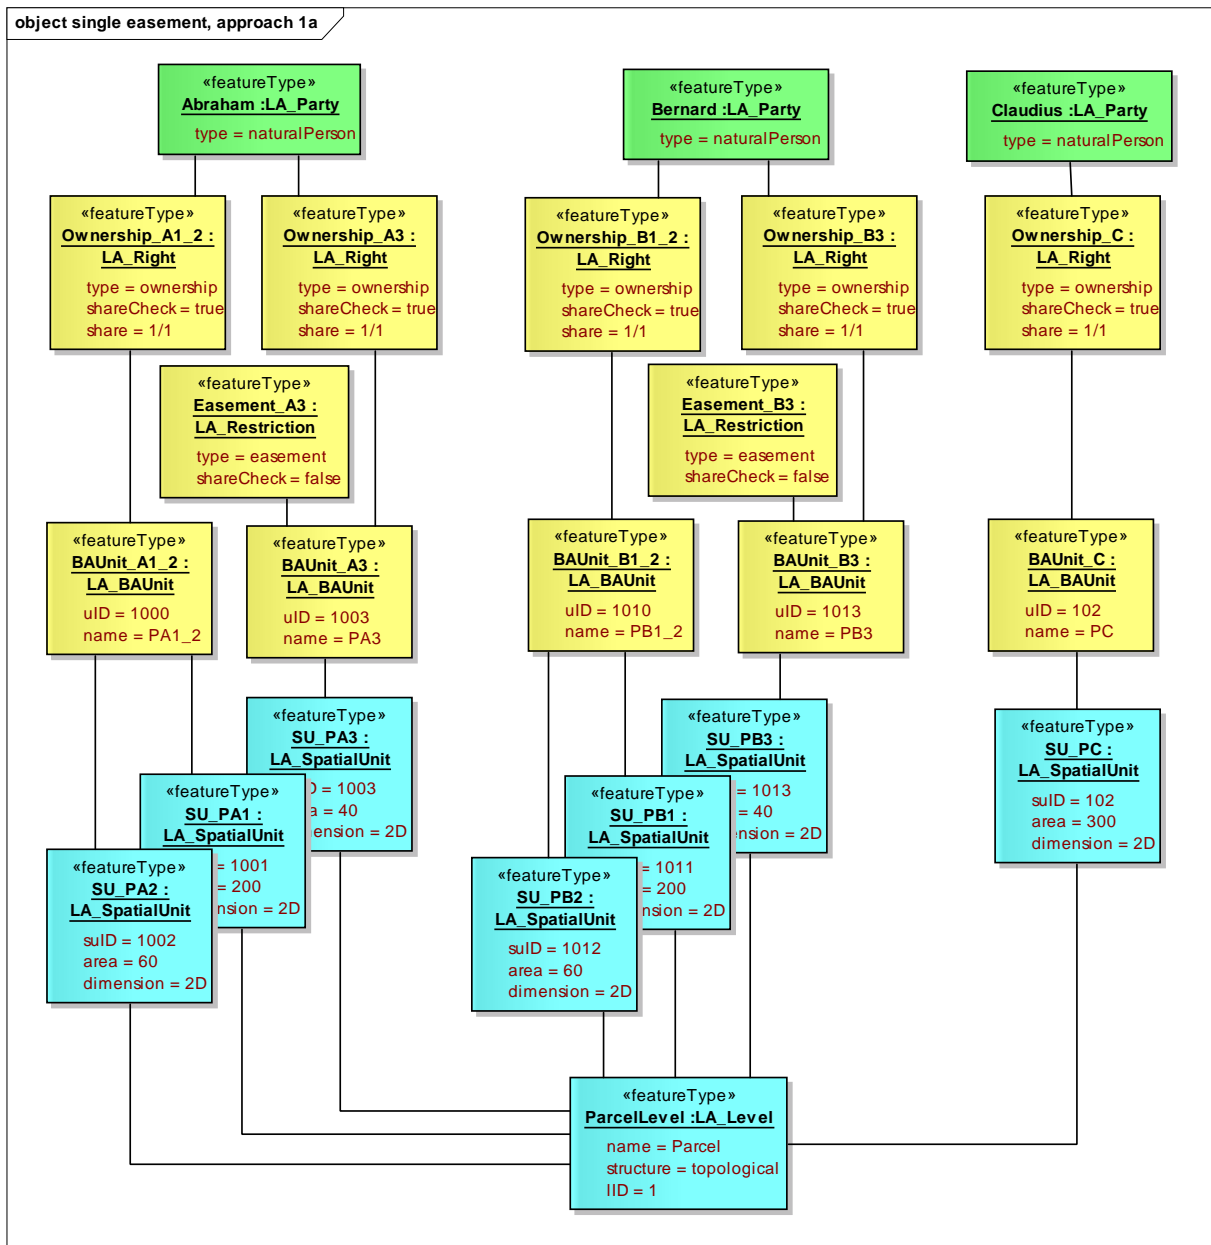 object single easement, approach 1a
«featureType»
Abraham :LA_Party
type = naturalPerson
«featureType»
Bernard :LA_Party
type = naturalPerson
«featureType»
Claudius :LA_Party
type = naturalPerson
«featureType»
Ownership_A1_2 :
LA_Right
type = ownership
shareCheck = true
share = 1/1
«featureType»
Ownership_A3 :
LA_Right
type = ownership
shareCheck = true
share = 1/1
«featureType»
Ownership_B1_2 :
LA_Right
type = ownership
shareCheck = true
share = 1/1
«featureType»
Ownership_B3 :
LA_Right
type = ownership
shareCheck = true
share = 1/1
«featureType»
Ownership_C :
LA_Right
type = ownership
shareCheck = true
share = 1/1
«featureType»
Easement_A3 :
LA_Restriction
type = easement
shareCheck = false
«featureType»
Easement_B3 :
LA_Restriction
type = easement
shareCheck = false
«featureType»
BAUnit_A1_2 :
LA_BAUnit
uID = 1000
name = PA1_2
«featureType»
BAUnit_A3 :
LA_BAUnit
uID = 1003
name = PA3
«featureType»
BAUnit_B1_2 :
LA_BAUnit
uID = 1010
name = PB1_2
«featureType»
BAUnit_B3 :
LA_BAUnit
uID = 1013
name = PB3
«featureType»
BAUnit_C :
LA_BAUnit
uID = 102
name = PC
«featureType»
SU_PA3 :
LA_SpatialUnit
= 1003
= 40
= 2D
«featureType»
SU_PA1 :
LA_SpatialUnit
= 1001
= 200
= 2D
«featureType»
SU_PA2 :
LA_SpatialUnit
suID = 1002
area = 60
dimension = 2D
«featureType»
SU_PB3 :
LA_SpatialUnit
= 1013
= 40
= 2D
«featureType»
SU_PB1 :
LA_SpatialUnit
= 1011
= 200
= 2D
«featureType»
SU_PB2 :
LA_SpatialUnit
suID = 1012
area = 60
dimension = 2D
«featureType»
SU_PC :
LA_SpatialUnit
suID = 102
area = 300
dimension = 2D
«featureType»
ParcelLevel :LA_Level
name = Parcel
structure = topological
lID = 1